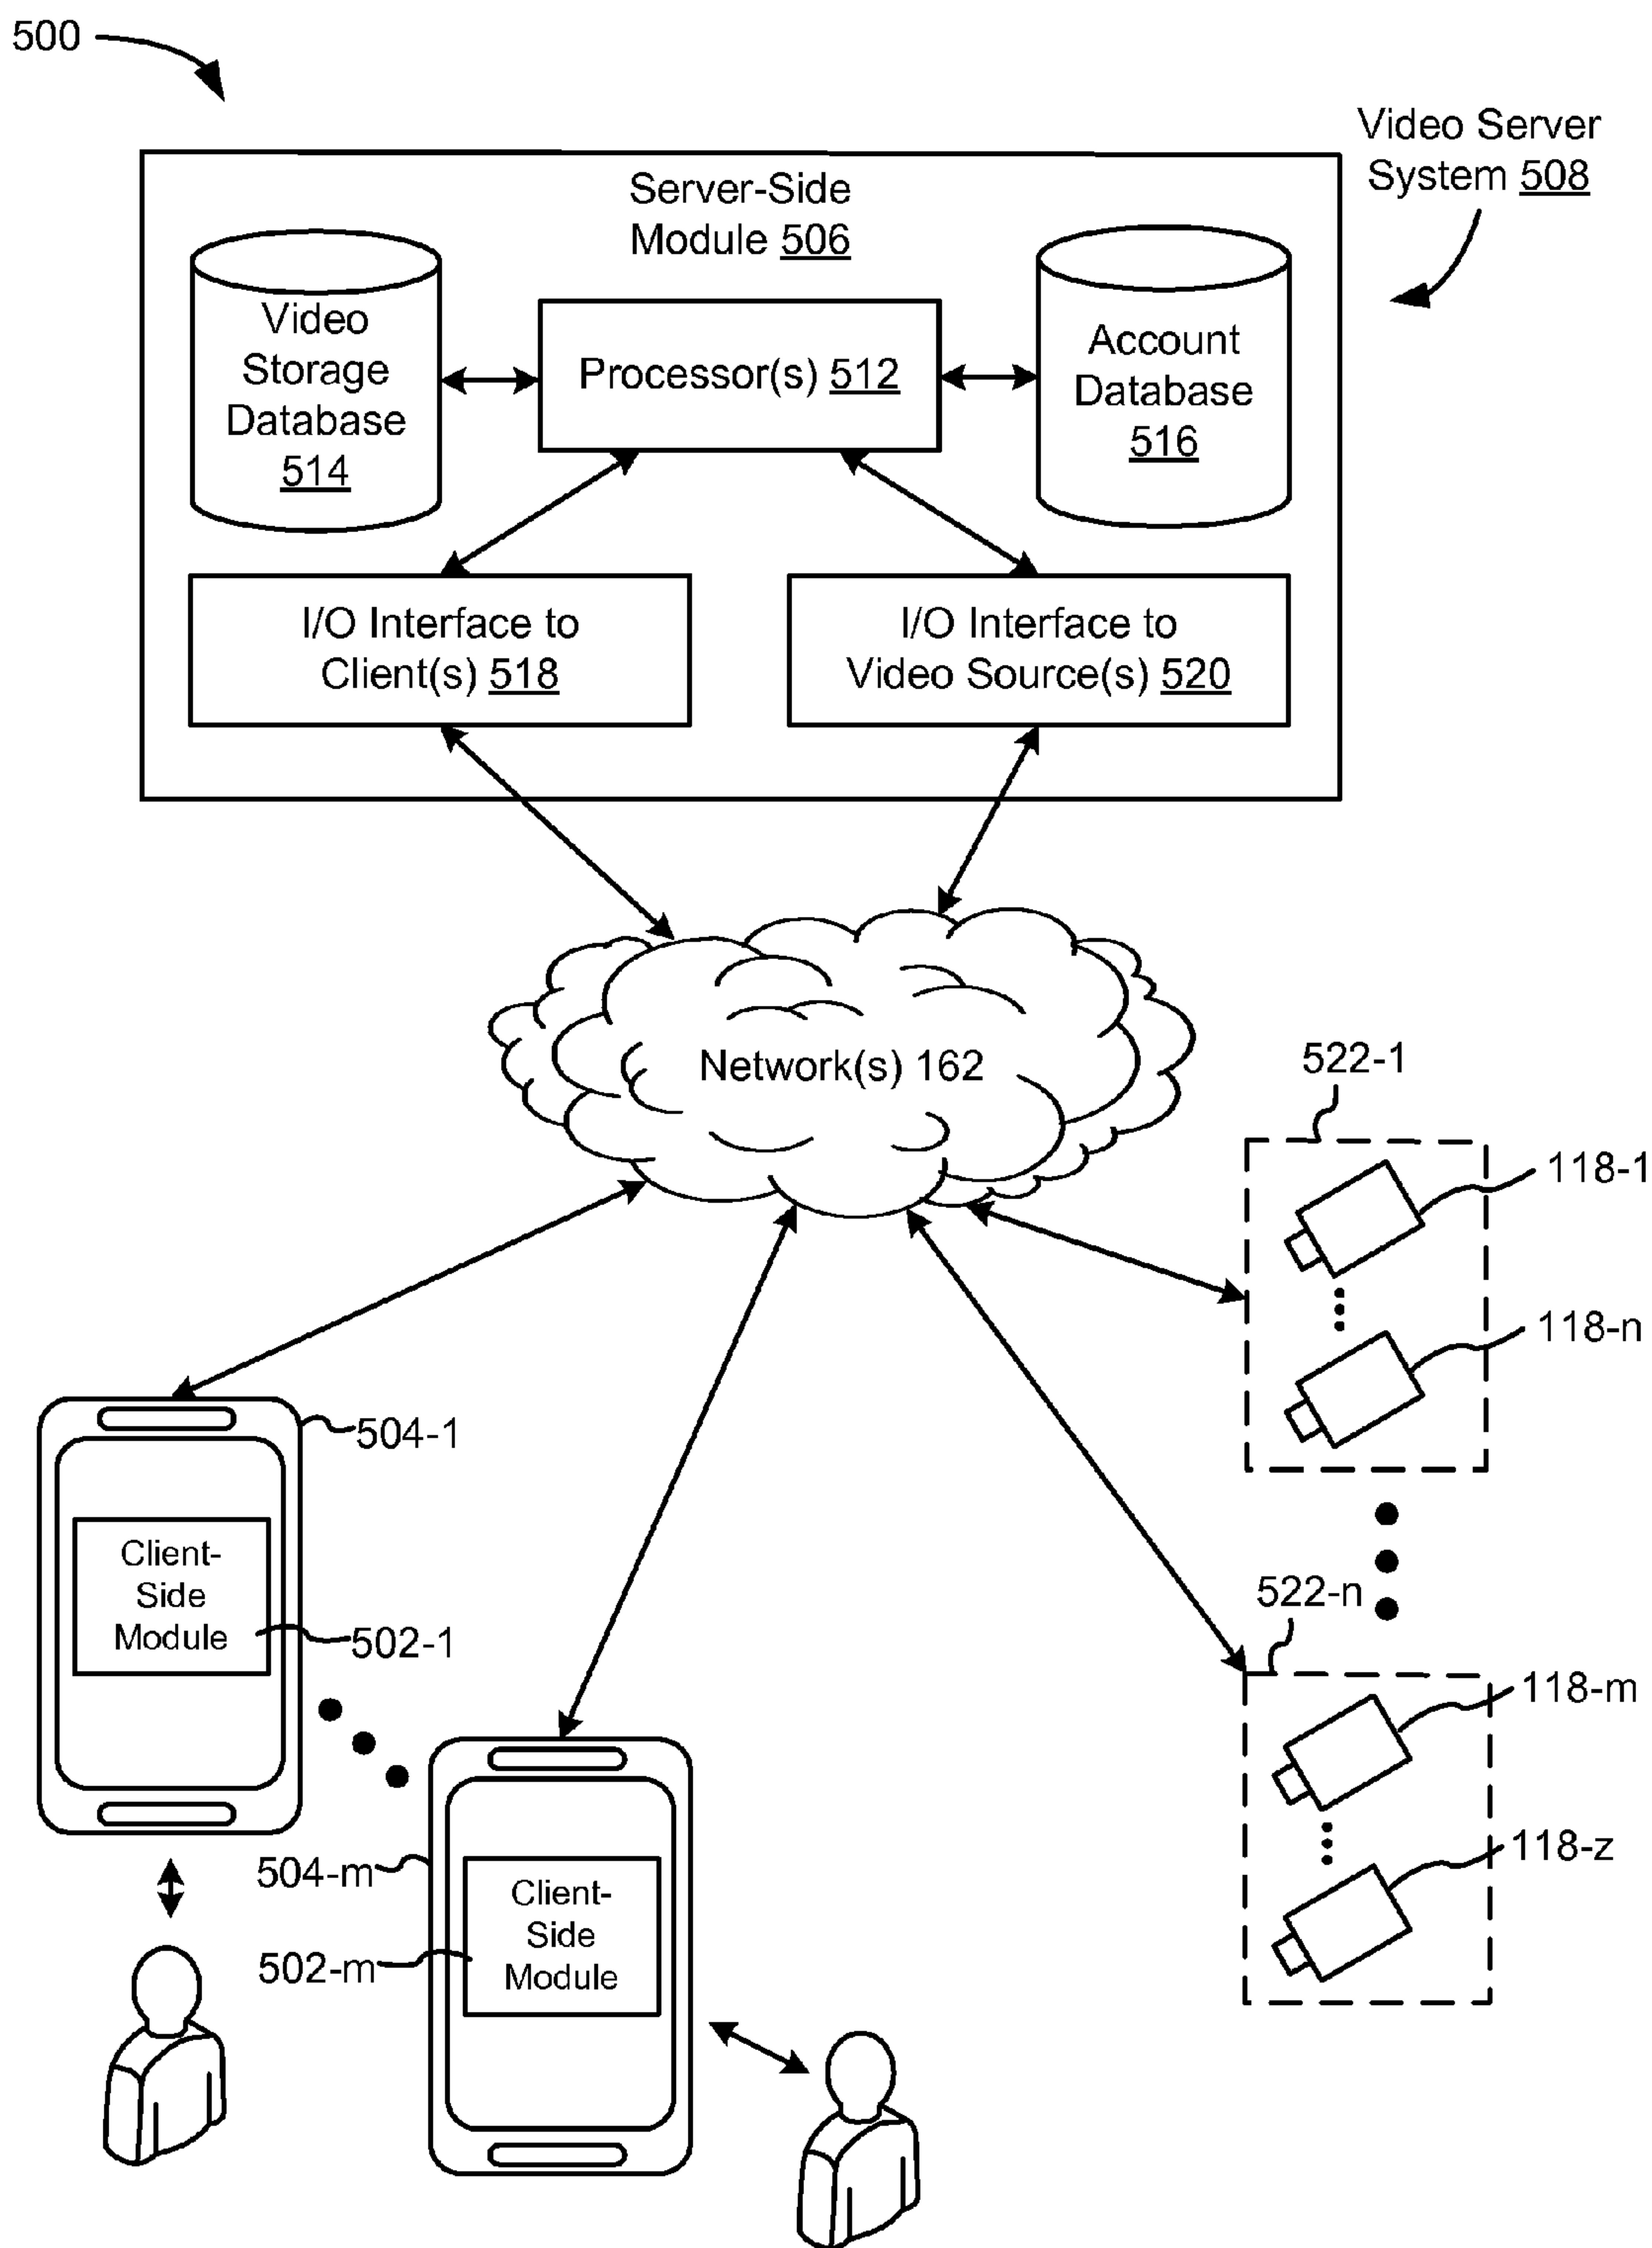 500
Video Server
System 508
Server-Side
Module 506
Video
Storage
Database
514
Processor(s) 512
Account
Database
516
I/O Interface to
Client(s) 518
I/O Interface to
Video Source(s) 520
Network(s) 162
522-1
118-1
118-n
504-1
Client-
Side
Module
502-1
522-n
118-m
118-z
504-m
Client-
Side
Module
502-m